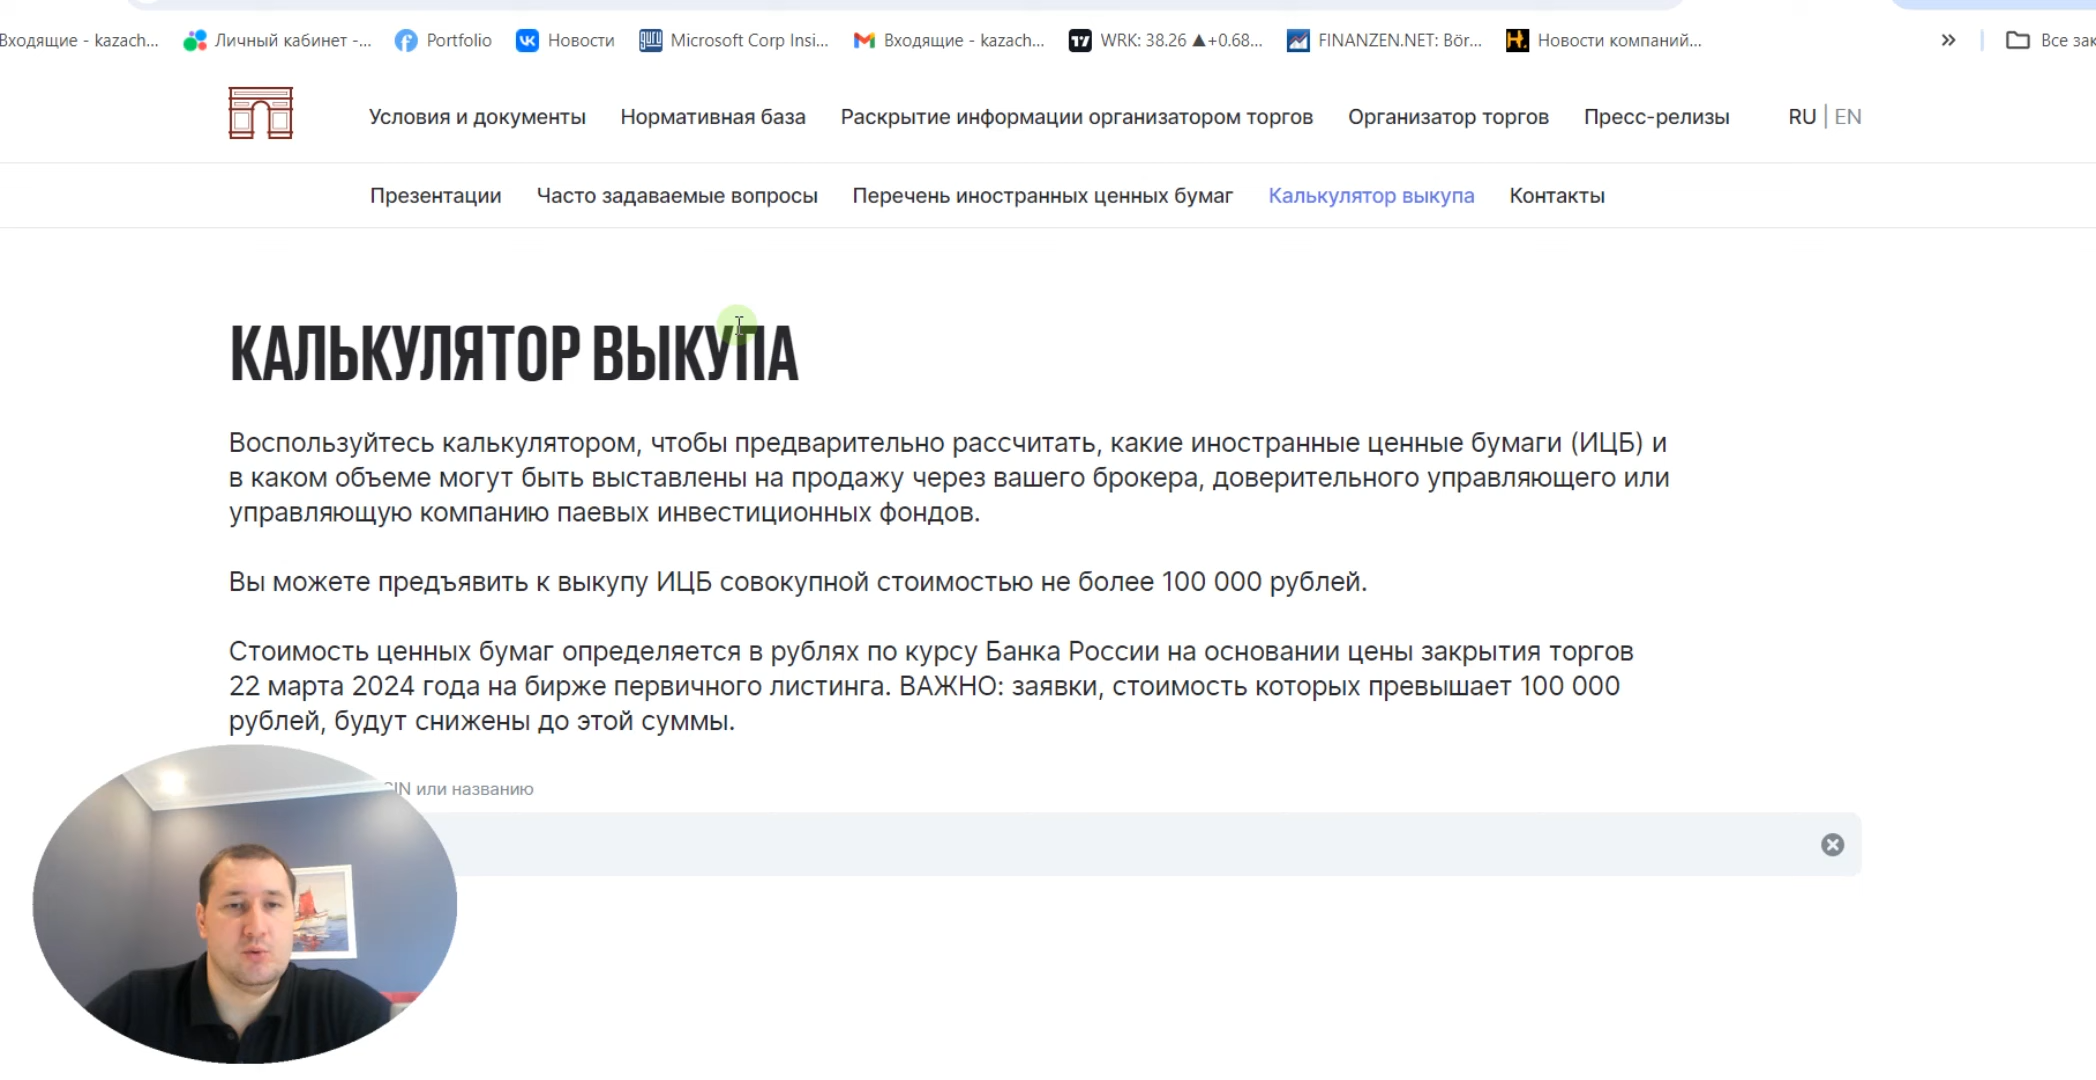 Входящие - kazach... Личный кабинет -... Portfolio Новости Microsoft Corp Insi... Входящие - kazach... WRK: 38.26 ▲+0.68... FINANZEN.NET: Bör... Новости компаний... » Все зак
Условия и документы Нормативная база Раскрытие информации организатором торгов Организатор торгов Пресс-релизы RU | EN
Презентации Часто задаваемые вопросы Перечень иностранных ценных бумаг Калькулятор выкупа Контакты
КАЛЬКУЛЯТОР ВЫКУПА
Воспользуйтесь калькулятором, чтобы предварительно рассчитать, какие иностранные ценные бумаги (ИЦБ) и
в каком объеме могут быть выставлены на продажу через вашего брокера, доверительного управляющего или
управляющую компанию паевых инвестиционных фондов.
Вы можете предъявить к выкупу ИЦБ совокупной стоимостью не более 100 000 рублей.
Стоимость ценных бумаг определяется в рублях по курсу Банка России на основании цены закрытия торгов
22 марта 2024 года на бирже первичного листинга. ВАЖНО: заявки, стоимость которых превышает 100 000
рублей, будут снижены до этой суммы.
или названию